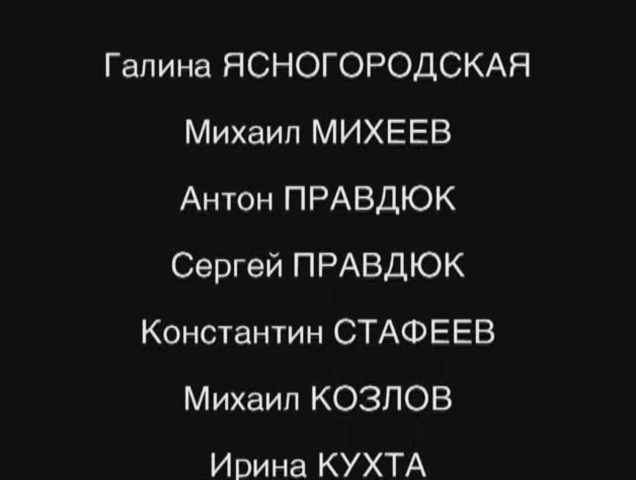 Галина ЯСНОГОРОДСКАЯ
Михаил МИХЕЕВ
Антон ПРАВДЮК
Сергей ПРАВДЮК
Константин СТАФЕЕВ
Михаил КОЗЛОВ
Ирина КУХТА